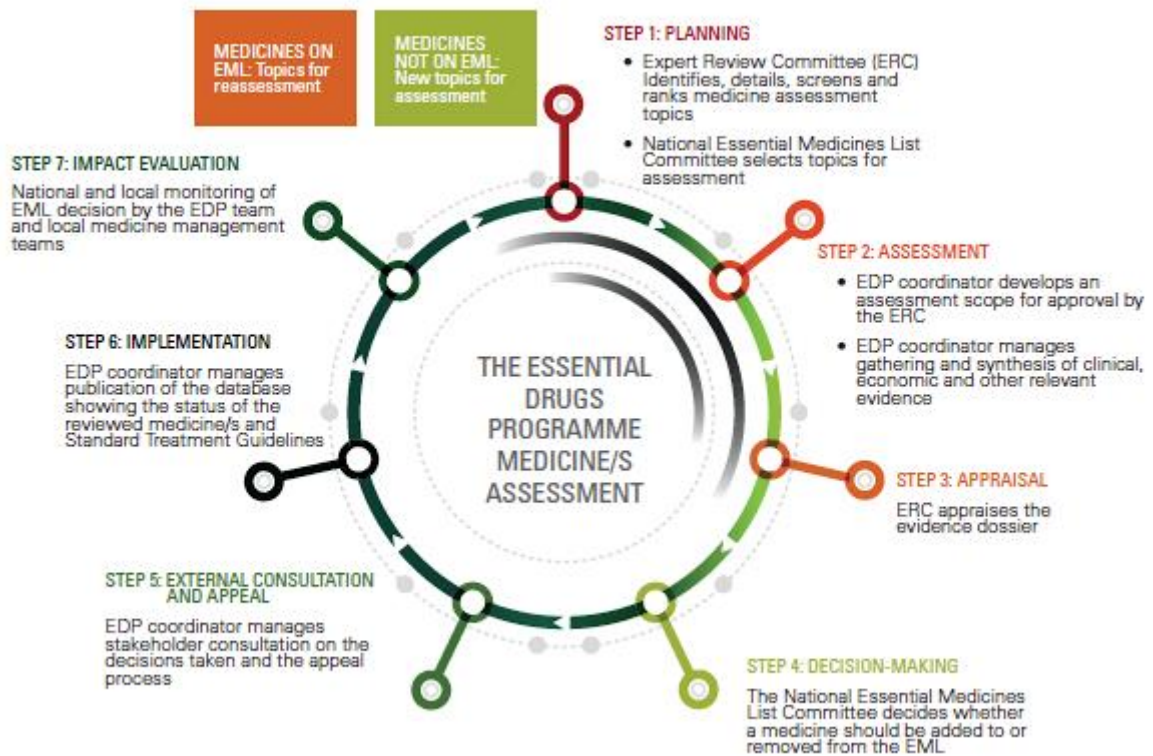 MEDICINES ON
EML: Topics for
reassessment
MEDICINES
NOT ON EML:
New topics for
assessment
STEP 1: PLANNING
• Expert Review Committee (ERC)
Identifies, details, screens and
ranks medicine assessment
topics
• National Essential Medicines List
Committee selects topics for
assessment
STEP 2: ASSESSMENT
• EDP coordinator develops an
assessment scope for approval by
the ERC
• EDP coordinator manages
gathering and synthesis of clinical,
economic and other relevant
evidence
STEP 3: APPRAISAL
ERC appraises the
evidence dossier
STEP 4: DECISION-MAKING
The National Essential Medicines
List Committee decides whether
a medicine should be added to or
removed from the EML
STEP 5: EXTERNAL CONSULTATION
AND APPEAL
EDP coordinator manages
stakeholder consultation on the
decisions taken and the appeal
process
STEP 6: IMPLEMENTATION
EDP coordinator manages
publication of the database
showing the status of the
reviewed medicine/s and
Standard Treatment Guidelines
STEP 7: IMPACT EVALUATION
National and local monitoring of
EML decision by the EDP team
and local medicine management
teams
THE ESSENTIAL
DRUGS
PROGRAMME
MEDICINE/S
ASSESSMENT